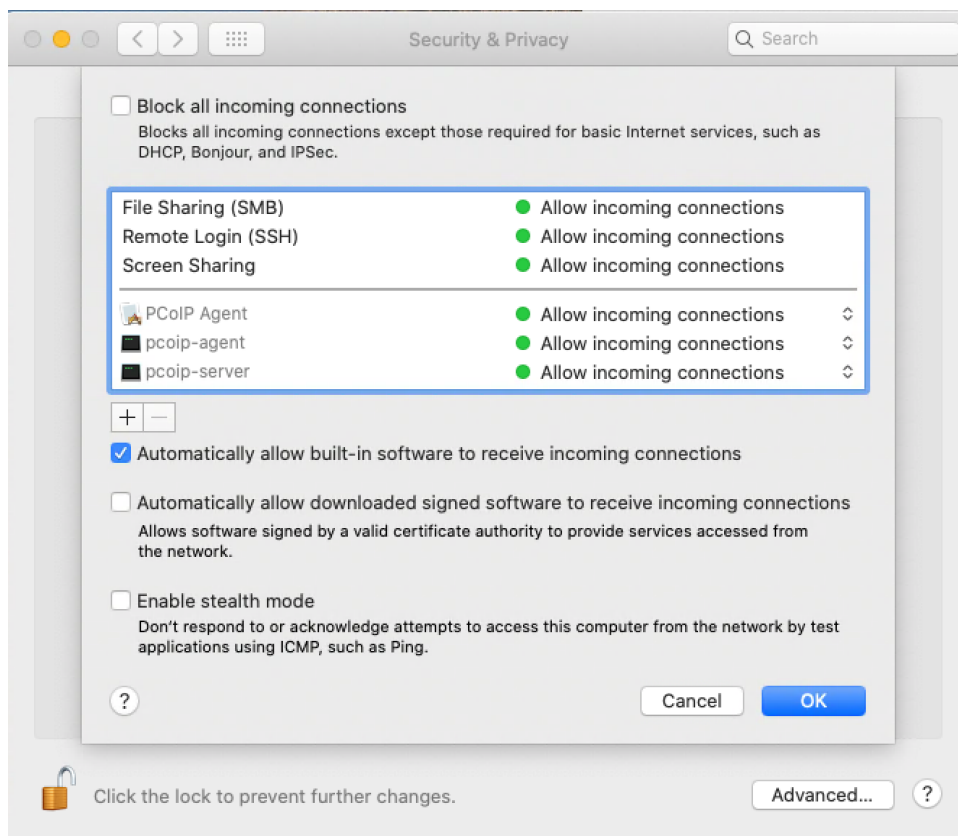 Security & Privacy
Search
Block all incoming connections
Blocks all incoming connections except those required for basic Internet services, such as
DHCP, Bonjour, and IPSec.
File Sharing (SMB) Allow incoming connections
Remote Login (SSH) Allow incoming connections
Screen Sharing Allow incoming connections
PCoIP Agent Allow incoming connections
pcoip-agent Allow incoming connections
pcoip-server Allow incoming connections
+ −
Automatically allow built-in software to receive incoming connections
Automatically allow downloaded signed software to receive incoming connections
Allows software signed by a valid certificate authority to provide services accessed from
the network.
Enable stealth mode
Don’t respond to or acknowledge attempts to access this computer from the network by test
applications using ICMP, such as Ping.
? Cancel OK
Click the lock to prevent further changes. Advanced... ?